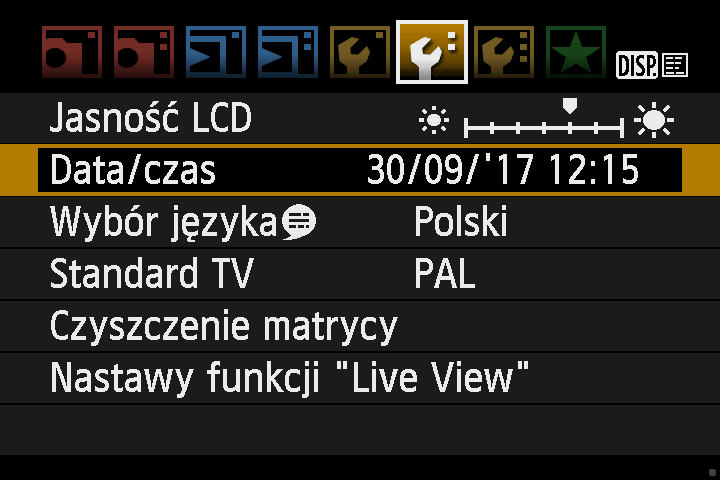 DISP.
Jasność LCD
Data/czas 30/09/'17 12:15
Wybór języka Polski
Standard TV PAL
Czyszczenie matrycy
Nastawy funkcji "Live View"